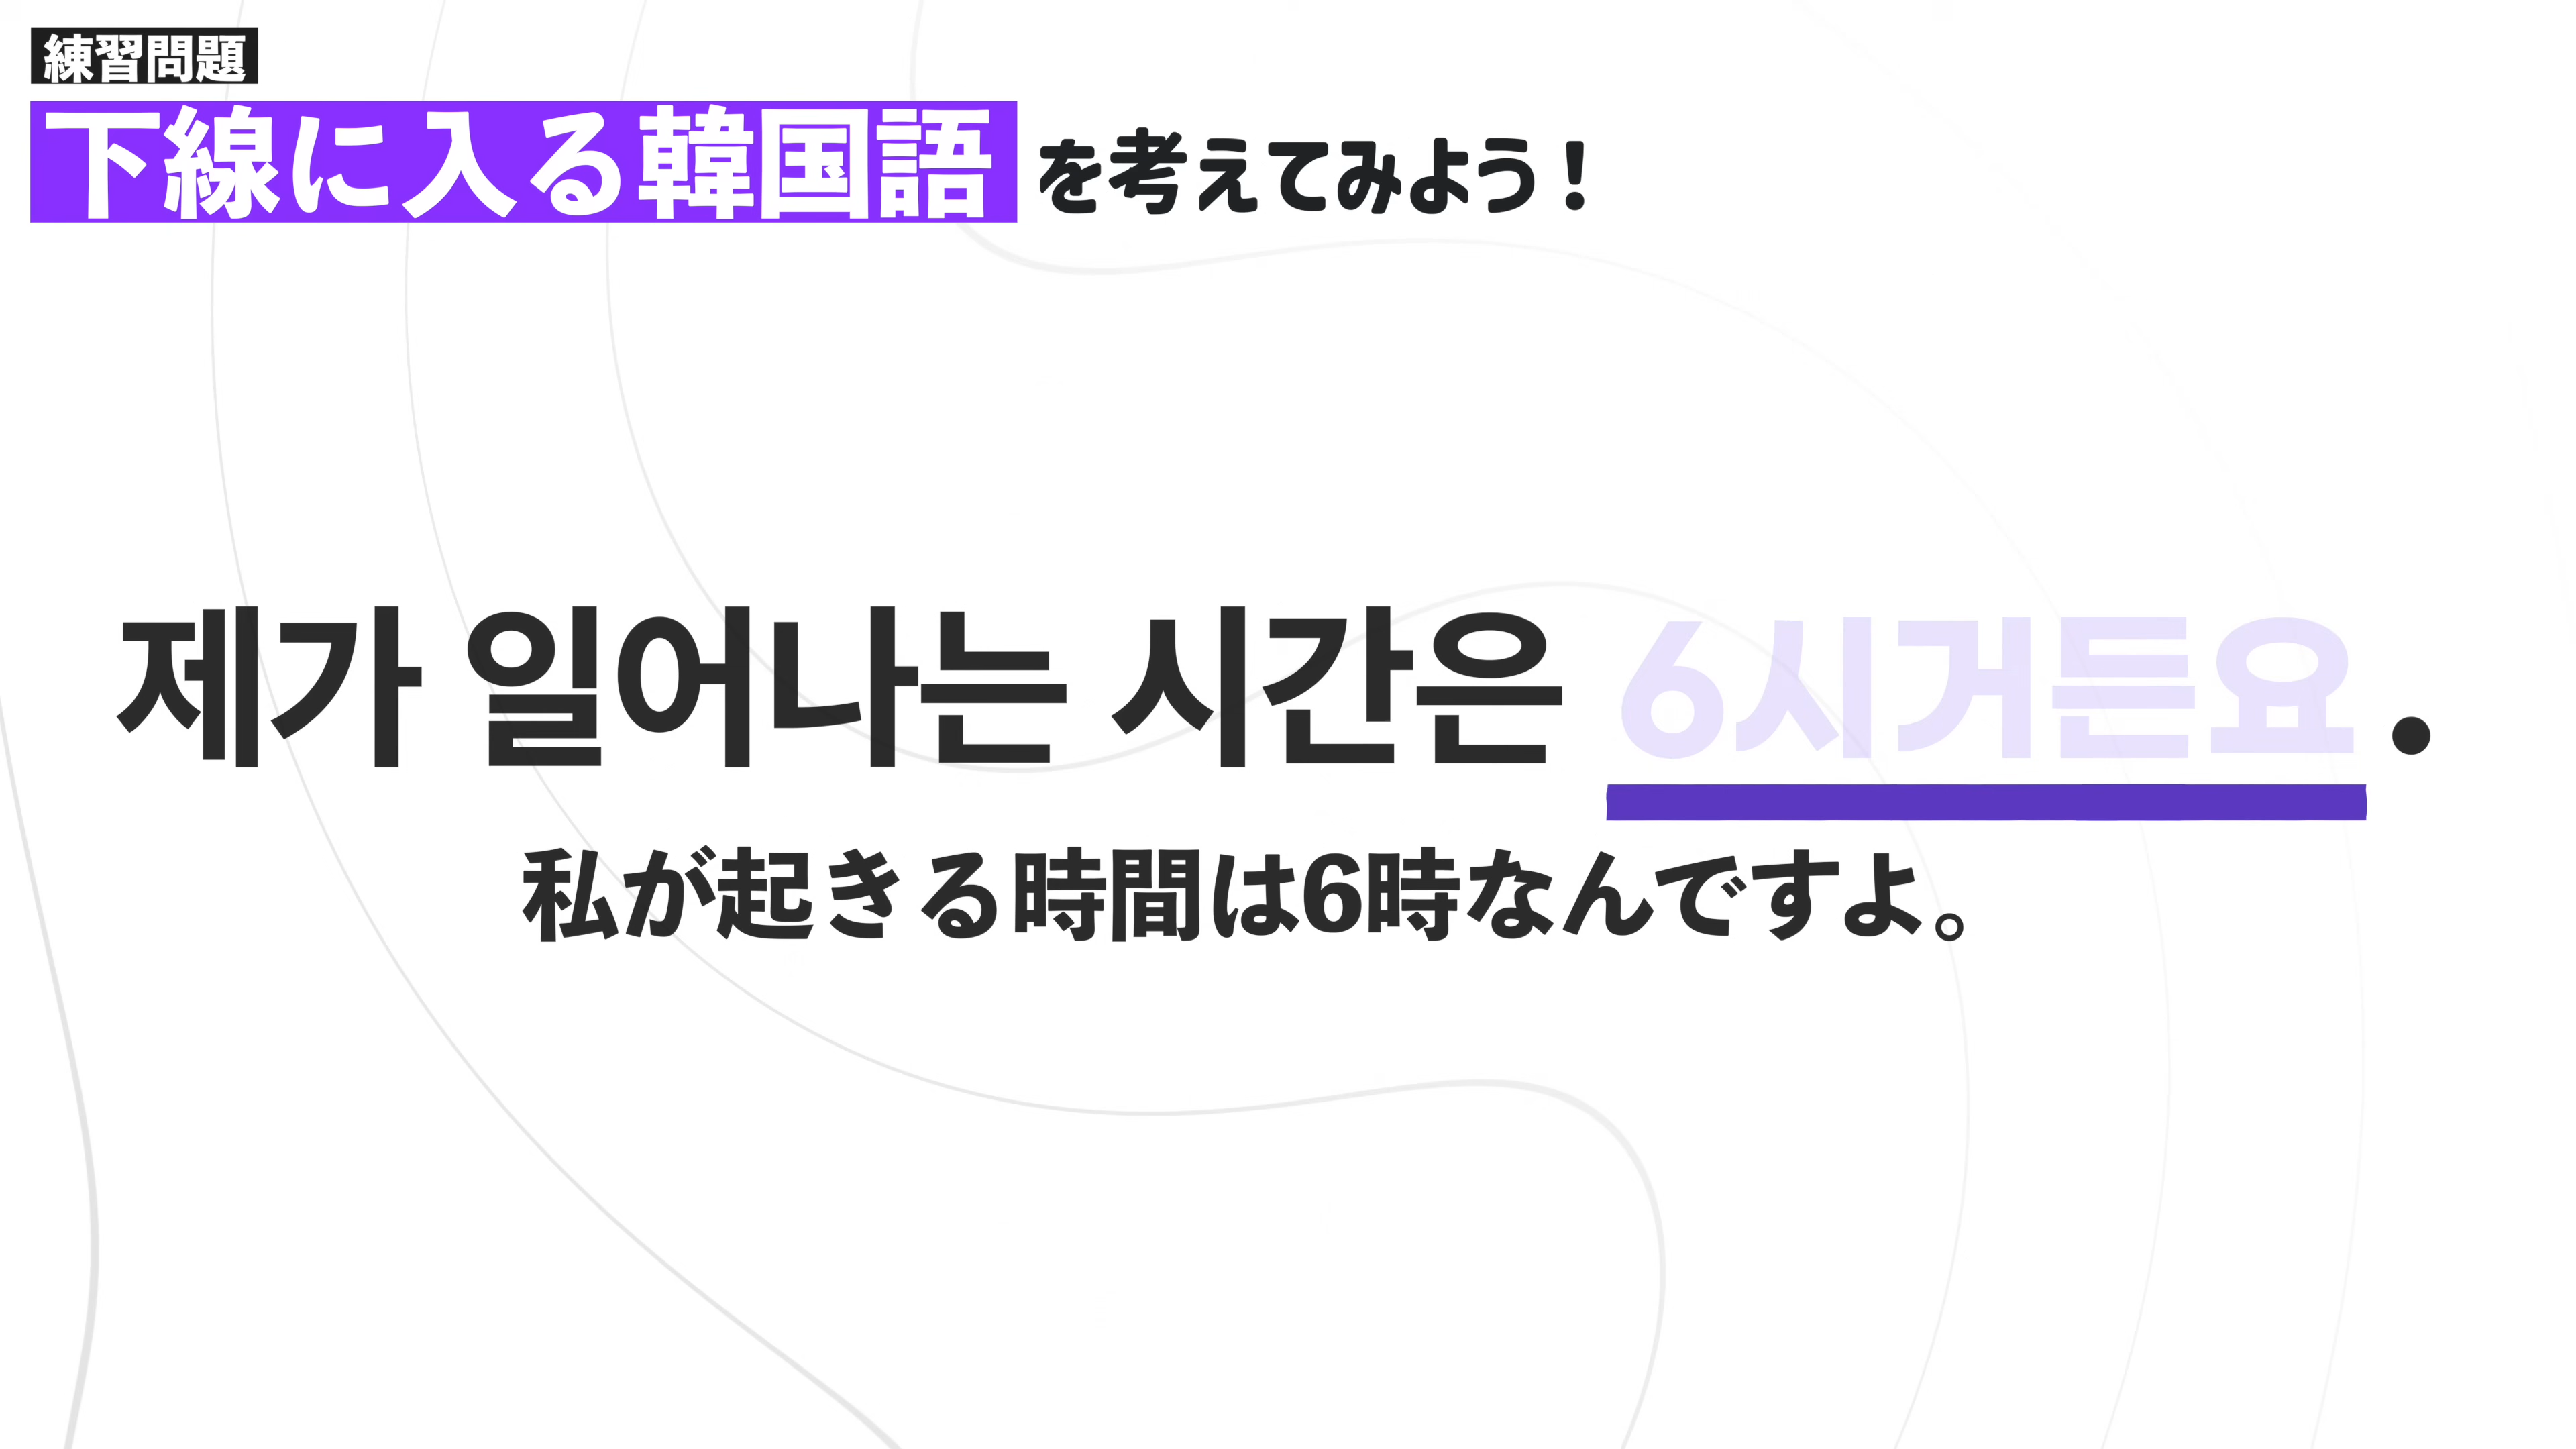 練習問題
下線に入る韓国語 を考えてみよう！
제가 일어나는 시간은 6시거든요.
私が起きる時間は6時なんですよ。